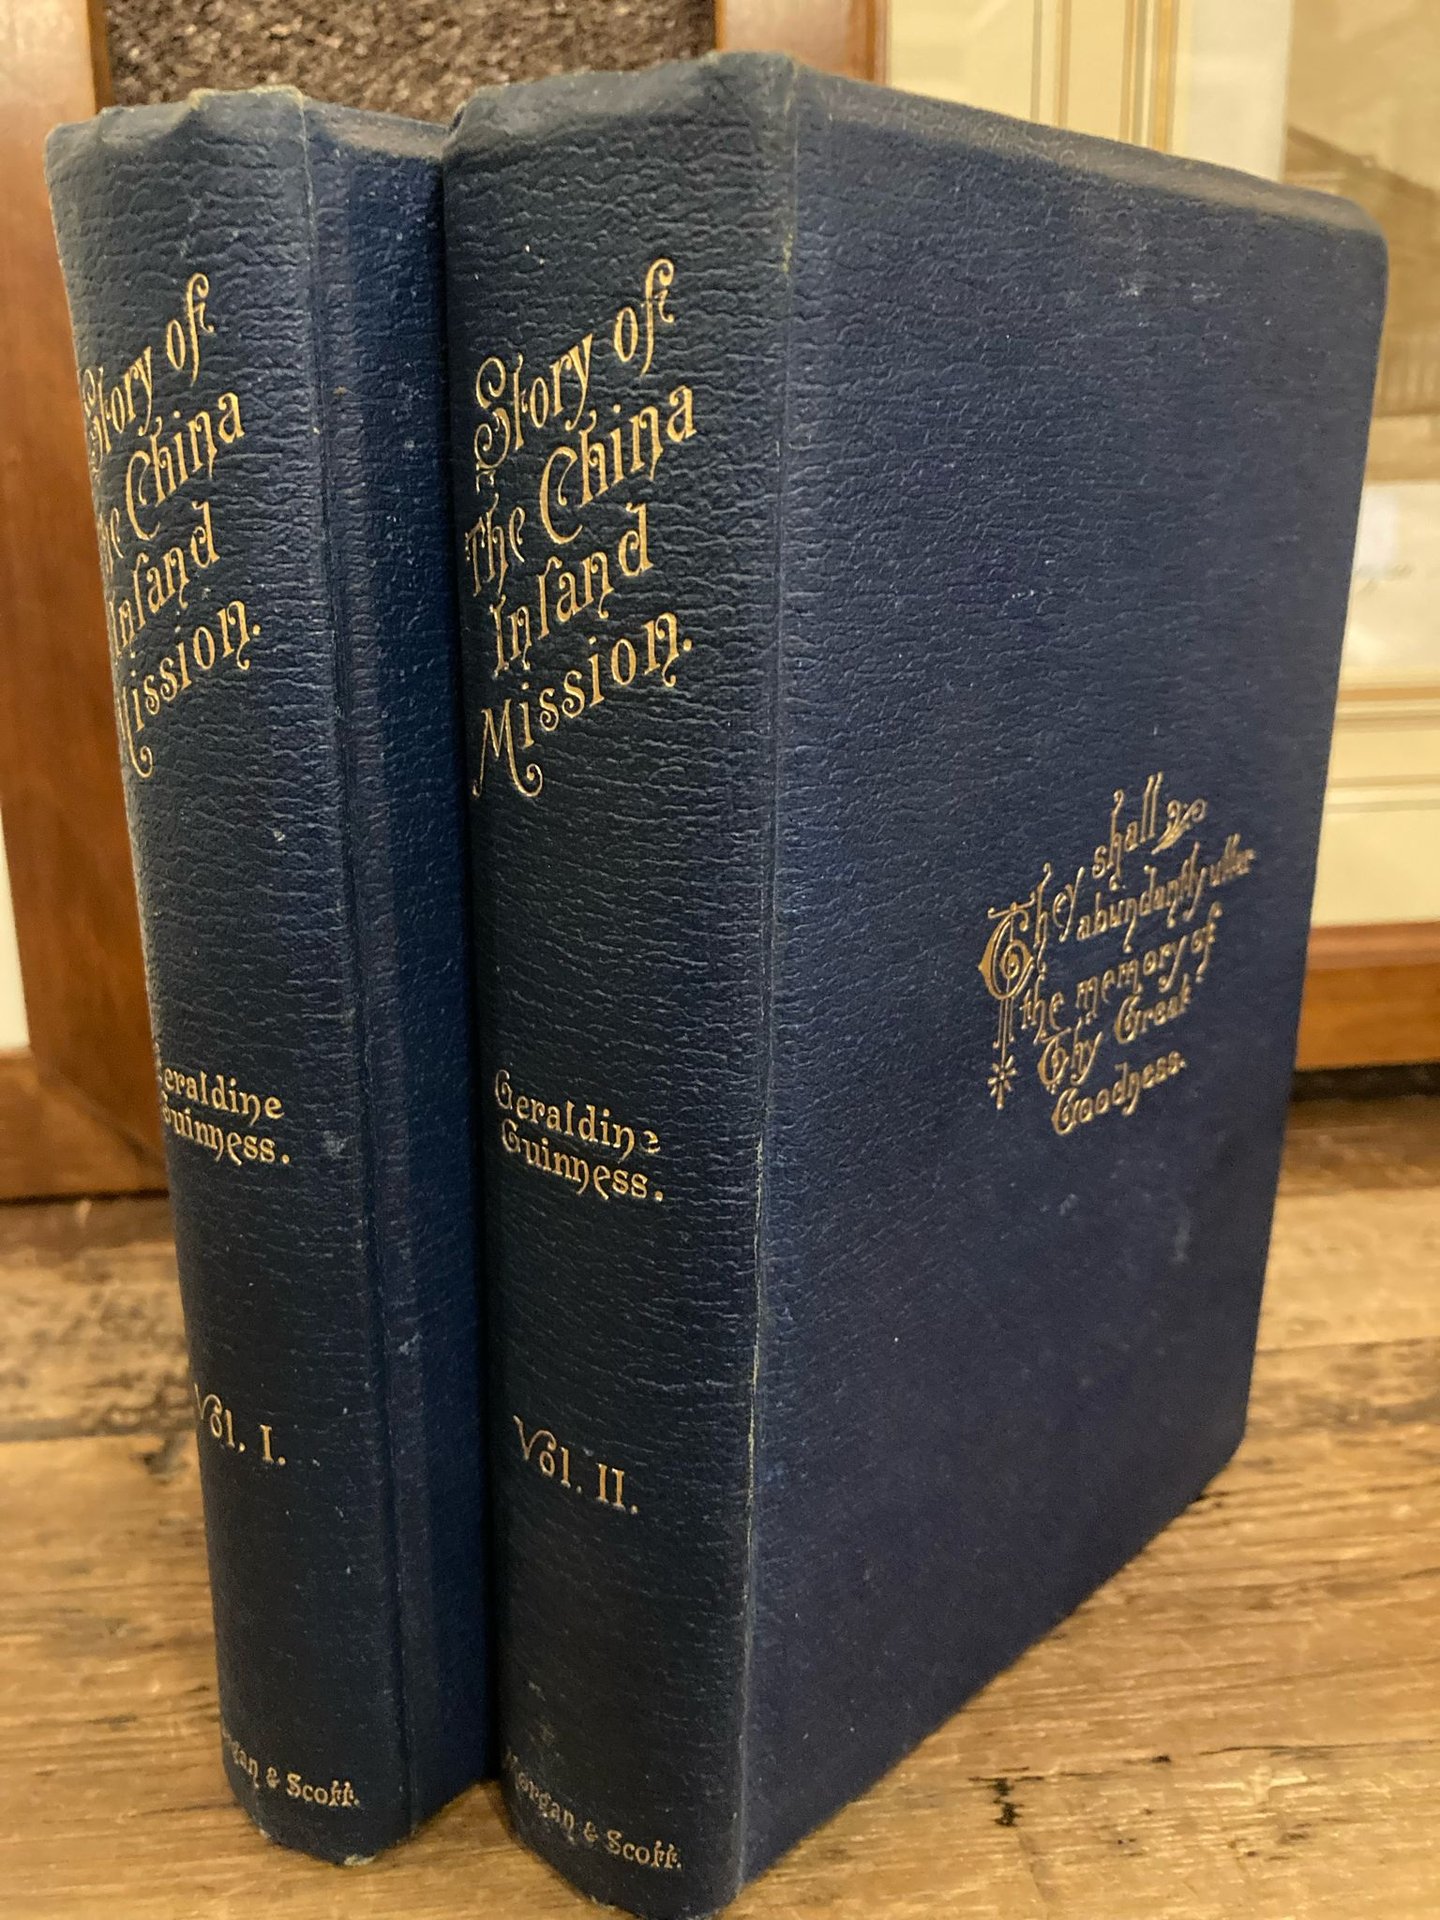 Story of
The China
Inland
Mission.
Geraldine
Guinness.
Vol. I.
Morgan & Scott.
Story of
The China
Inland
Mission.
Geraldine
Guinness.
Vol. II.
Morgan & Scott.
They shall
abundantly utter
the memory of
Thy Great
Goodness.